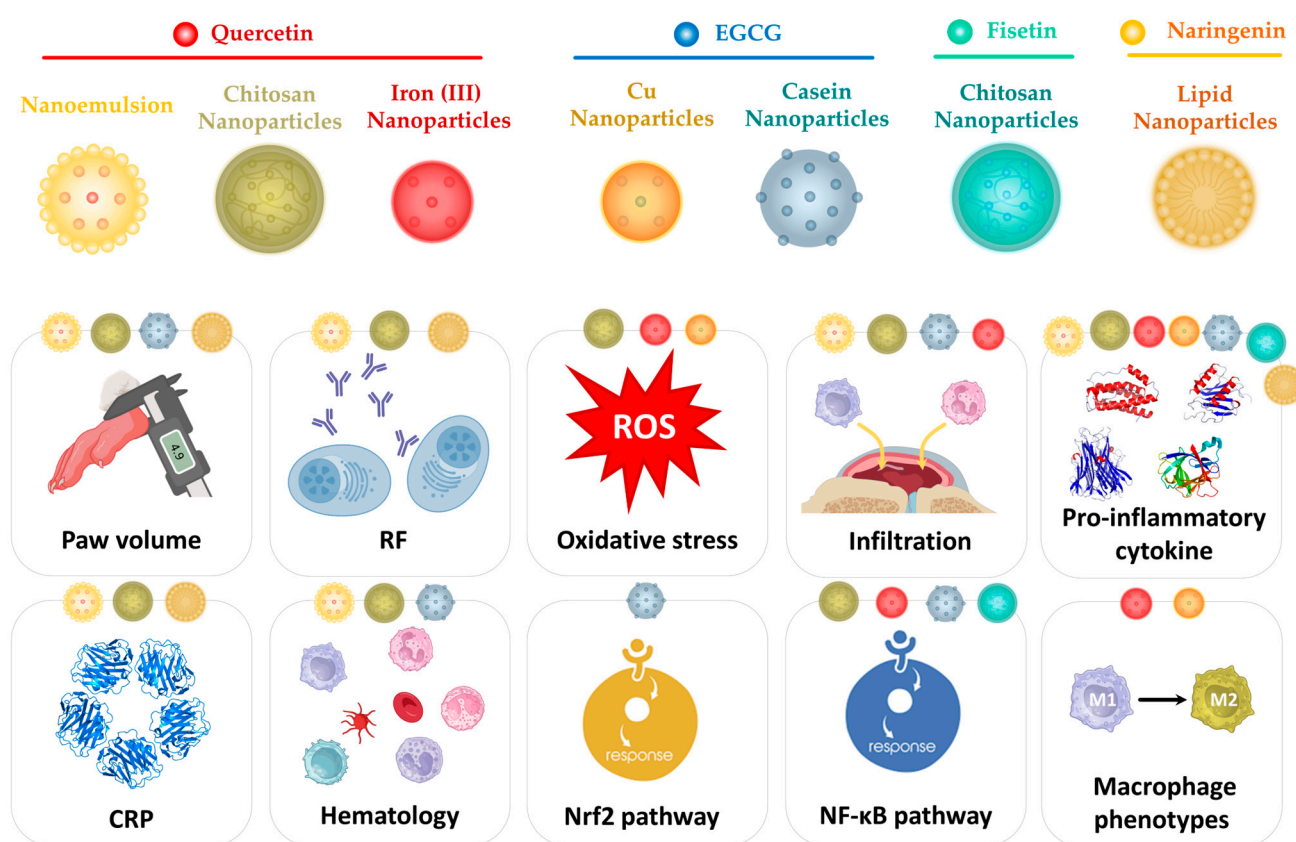 Quercetin
EGCG
Fisetin
Naringenin
Nanoemulsion
Chitosan
Nanoparticles
Iron (III)
Nanoparticles
Cu
Nanoparticles
Casein
Nanoparticles
Chitosan
Nanoparticles
Lipid
Nanoparticles
4.9
Paw volume
RF
ROS
Oxidative stress
Infiltration
Pro-inflammatory
cytokine
CRP
Hematology
response
Nrf2 pathway
response
NF-κB pathway
M1
M2
Macrophage
phenotypes